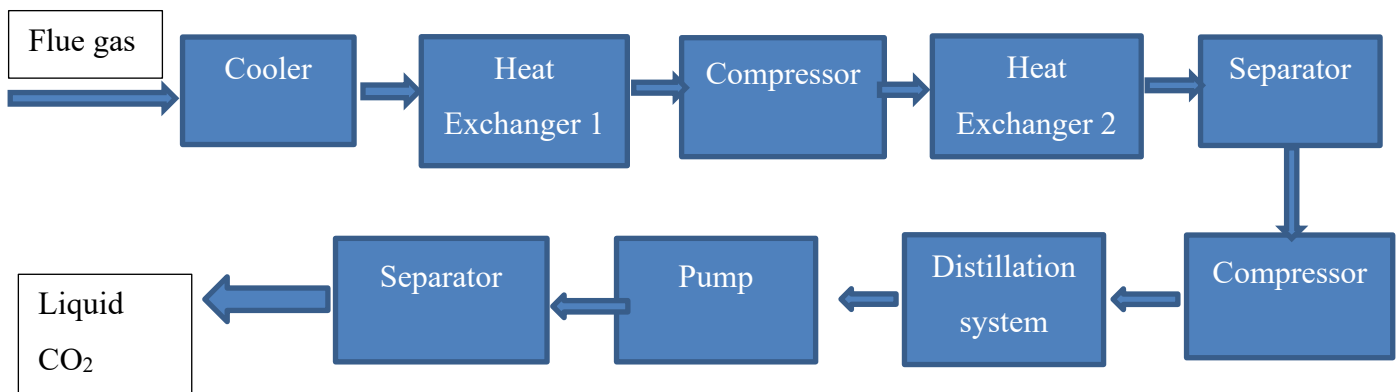 Flue gas
Cooler
Heat
Exchanger 1
Compressor
Heat
Exchanger 2
Separator
Compressor
Distillation
system
Pump
Separator
Liquid
CO₂